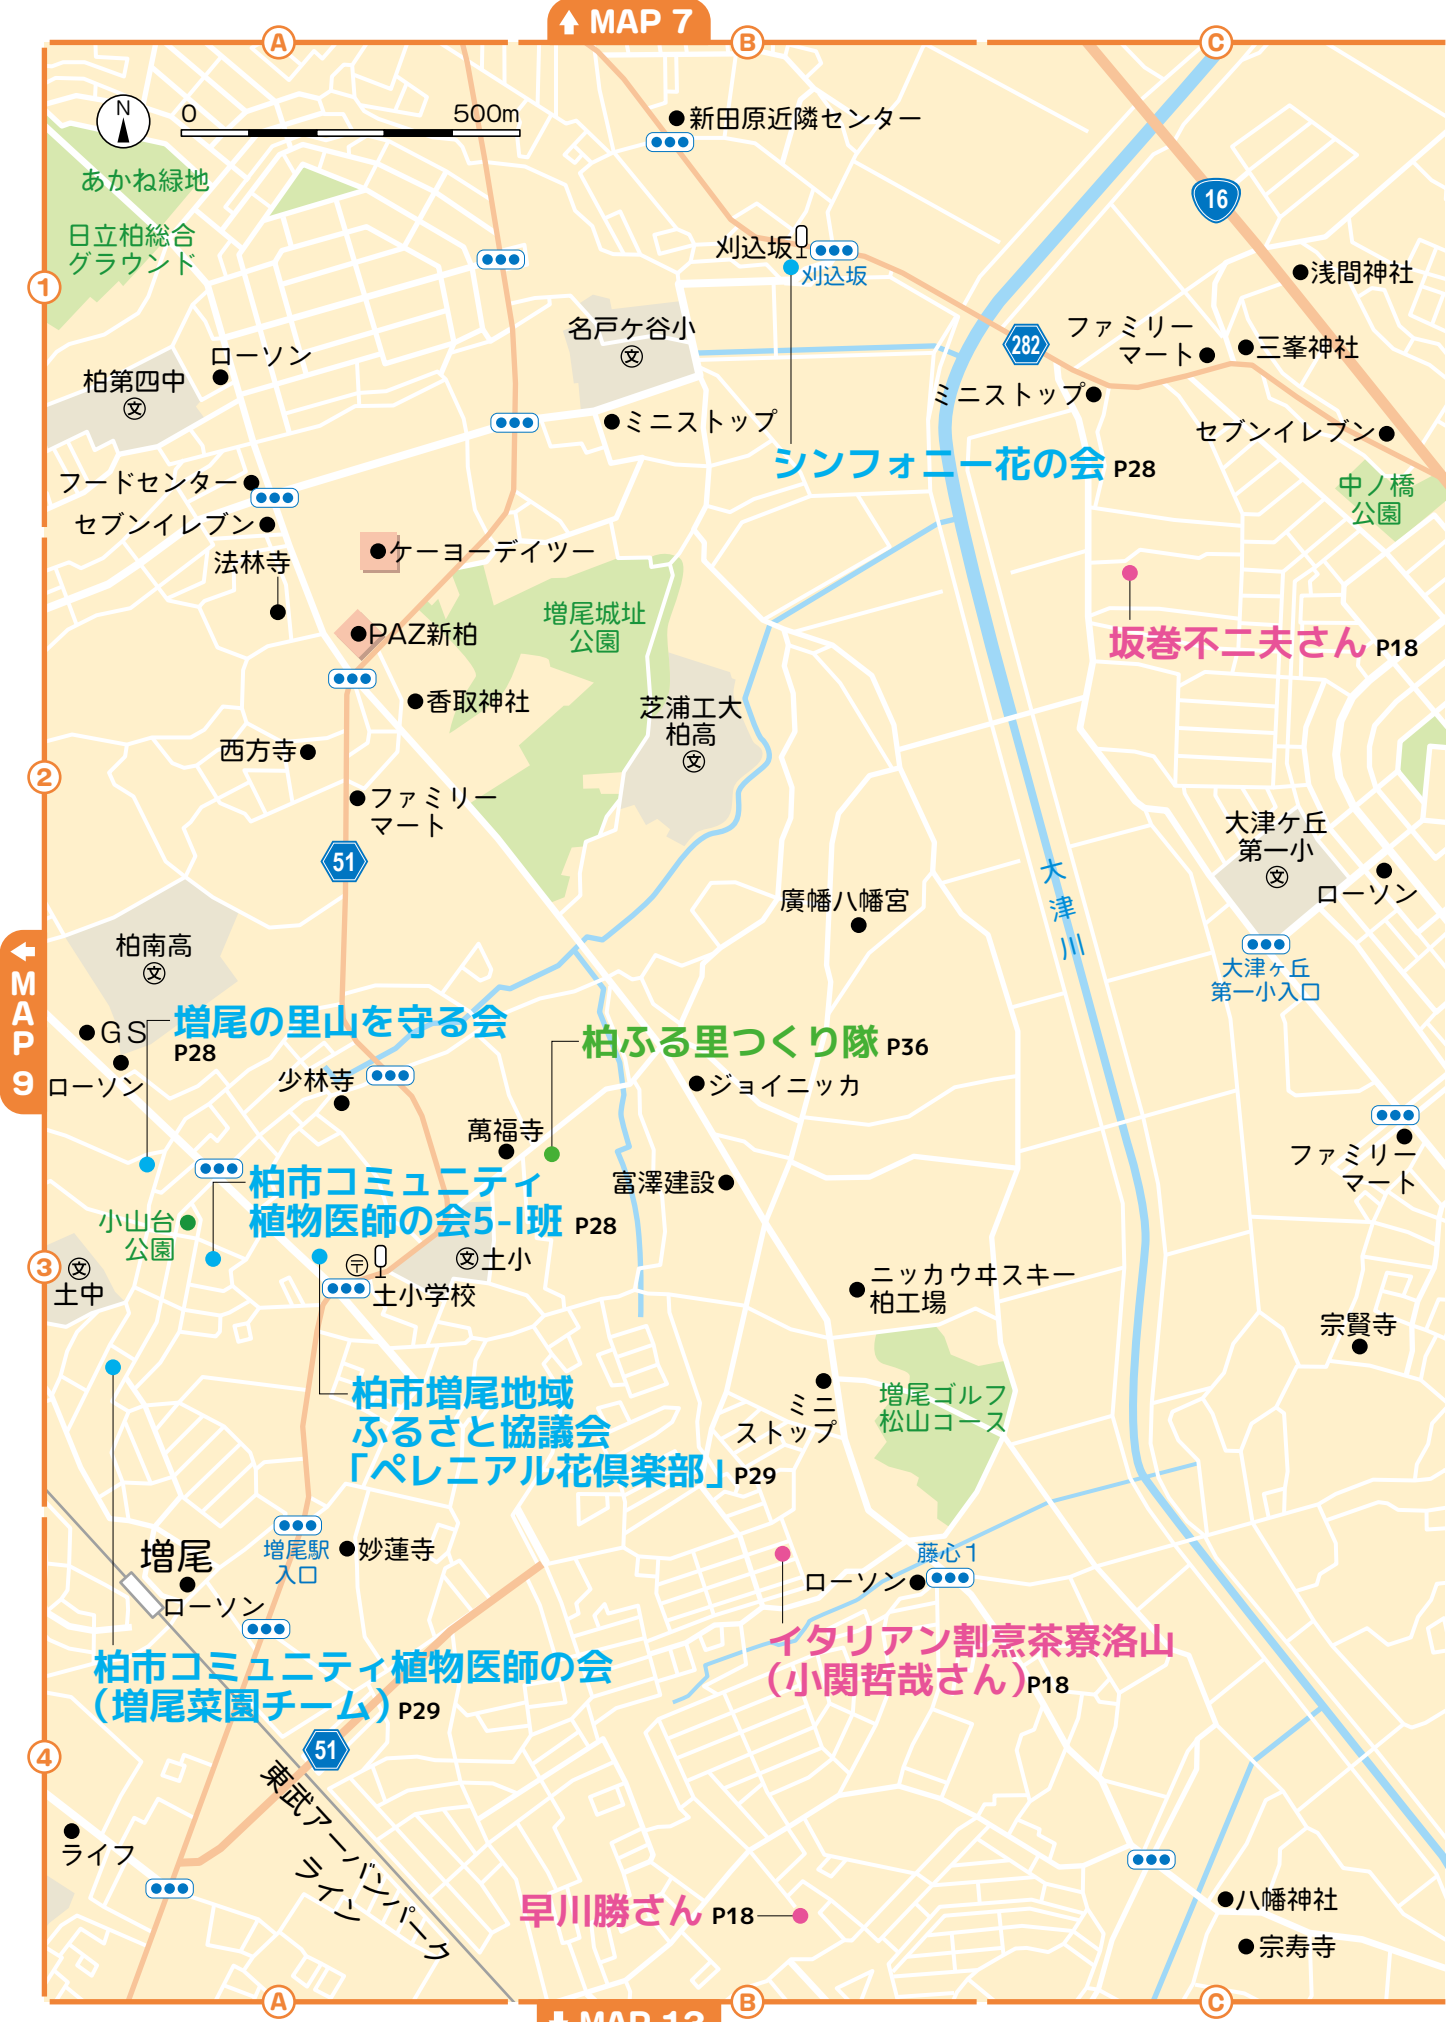 MAP 7
A
B
C
N
0
500m
新田原近隣センター
あかね緑地
日立柏総合
グラウンド
16
刈込坂
刈込坂
浅間神社
1
名戸ケ谷小
文
ファミリー
マート
282
三峯神社
ローソン
柏第四中
文
ミニストップ
ミニストップ
セブンイレブン
シンフォニー花の会 P28
フードセンター
中ノ橋
公園
セブンイレブン
ケーヨーデイツー
法林寺
増尾城址
公園
PAZ新柏
坂巻不二夫さん P18
香取神社
芝浦工大
柏高
文
西方寺
2
ファミリー
マート
大津ケ丘
第一小
文
51
大津川
ローソン
廣幡八幡宮
柏南高
文
大津ヶ丘
第一小入口
MAP 9
増尾の里山を守る会
P28
GS
ローソン
柏ふる里つくり隊 P36
少林寺
ジョイニッカ
萬福寺
ファミリー
マート
柏市コミュニティ
植物医師の会5-I班 P28
富澤建設
小山台
公園
3
文
土中
〒
文土小
土小学校
ニッカウヰスキー
柏工場
宗賢寺
柏市増尾地域
ふるさと協議会
「ペレニアル花倶楽部」P29
ミニ
ストップ
増尾ゴルフ
松山コース
増尾
増尾駅
入口
妙蓮寺
藤心1
ローソン
ローソン
イタリアン割烹茶寮洛山
(小関哲哉さん)P18
柏市コミュニティ植物医師の会
(増尾菜園チーム)P29
4
51
東武アーバンパーク
ライン
ライフ
早川勝さん P18
八幡神社
宗寿寺
A
B
C
MAP 12